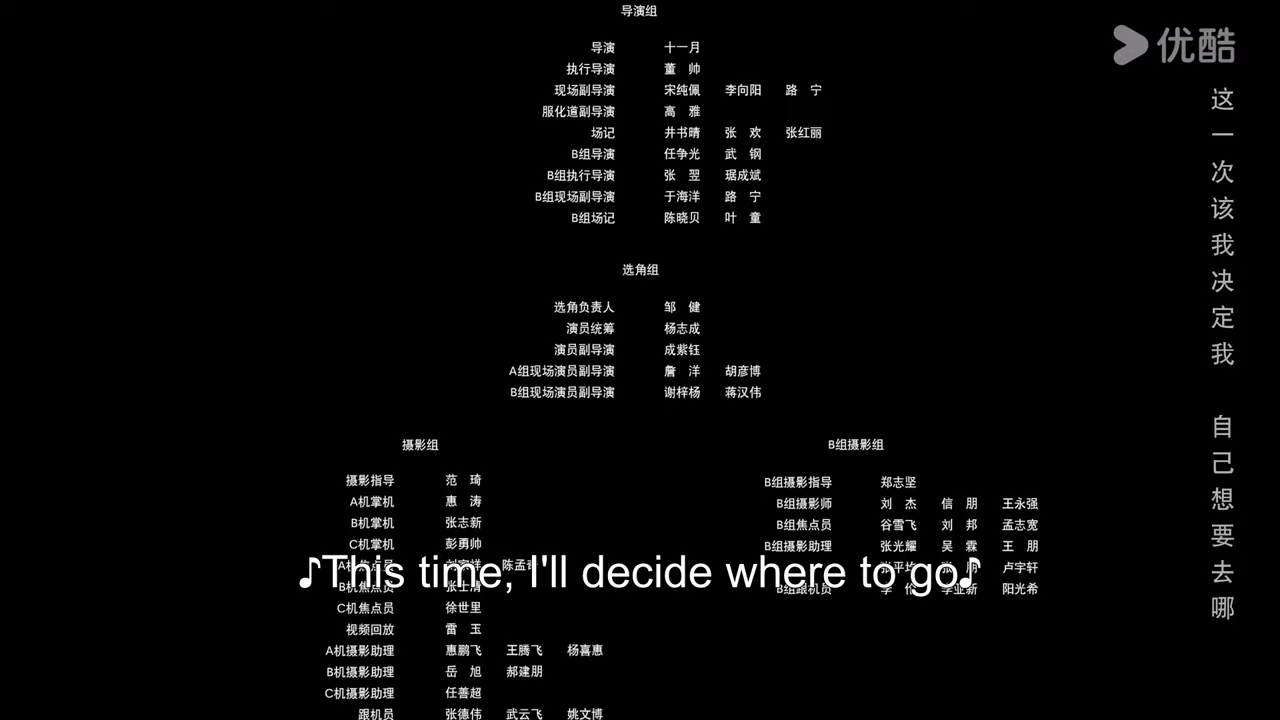 导演组
优酷
导演 十一月
执行导演 董 帅
现场副导演 宋纯佩 李向阳 路 宁
服化道副导演 高 雅
场记 井书晴 张 欢 张红丽
B组导演 任争光 武 钢
B组执行导演 张 翌 琚成斌
B组现场副导演 于海洋 路 宁
B组场记 陈晓贝 叶 童
选角组
选角负责人 邹 健
演员统筹 杨志成
演员副导演 成紫钰
A组现场演员副导演 詹 洋 胡彦博
B组现场演员副导演 谢梓杨 蒋汉伟
摄影组
摄影指导 范 琦
A机掌机 惠 涛
B机掌机 张志新
C机掌机 彭勇帅
A机焦点员
B机焦点员
C机焦点员 徐世里
视频回放 雷 玉
A机摄影助理 惠鹏飞 王腾飞 杨喜惠
B机摄影助理 岳 旭 郝建朋
C机摄影助理 任善超
跟机员 张德伟 武云飞 姚文博
B组摄影组
B组摄影指导 郑志坚
B组摄影师 刘 杰 信 朋 王永强
B组焦点员 谷雪飞 刘 邦 孟志宽
B组摄影助理 张光耀 吴 霖 王 朋
卢宇轩
B组跟机员 阳光希
♪This time, I'll decide where to go♪
这一次该我决定我 自己想要去哪